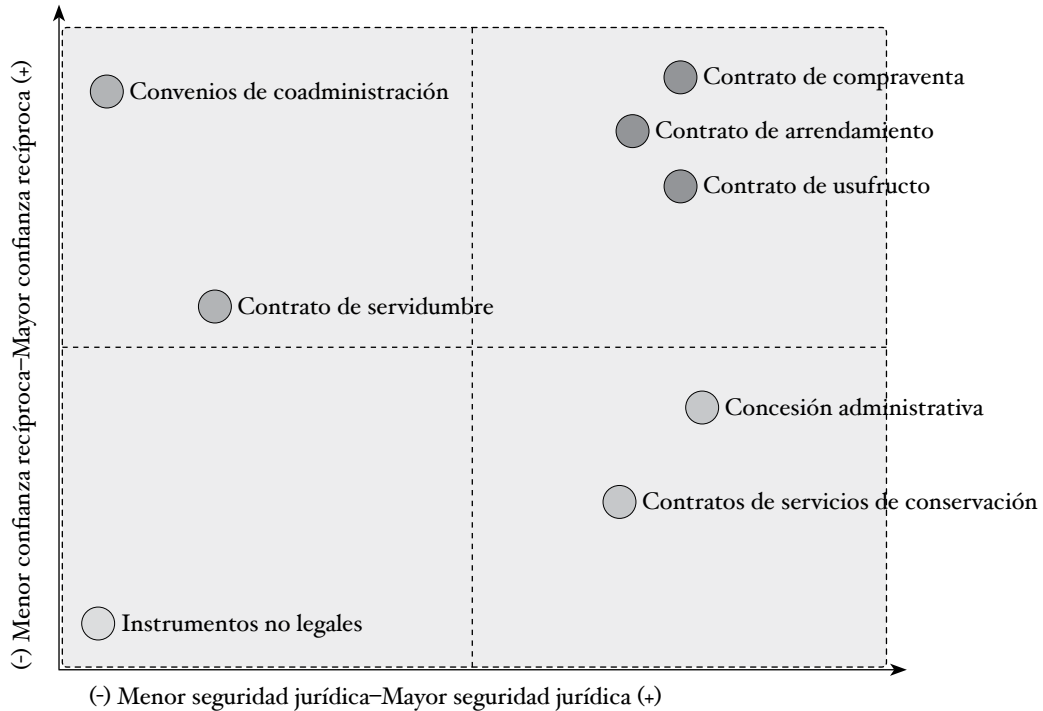 (-) Menor confianza recíproca–Mayor confianza recíproca (+)
Contrato de compraventa
Convenios de coadministración
Contrato de arrendamiento
Contrato de usufructo
Contrato de servidumbre
Concesión administrativa
Contratos de servicios de conservación
Instrumentos no legales
(-) Menor seguridad jurídica–Mayor seguridad jurídica (+)